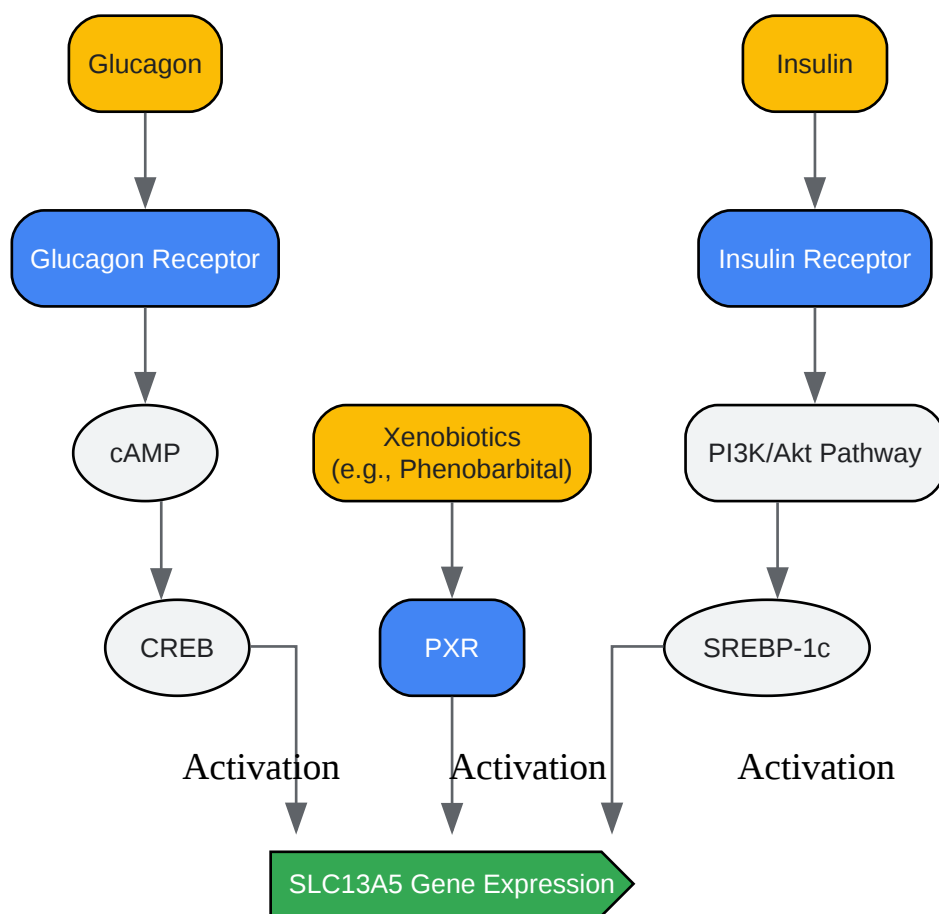 Glucagon
Insulin
Glucagon Receptor
Insulin Receptor
cAMP
Xenobiotics
(e.g., Phenobarbital)
PI3K/Akt Pathway
CREB
PXR
SREBP-1c
Activation
Activation
Activation
SLC13A5 Gene Expression